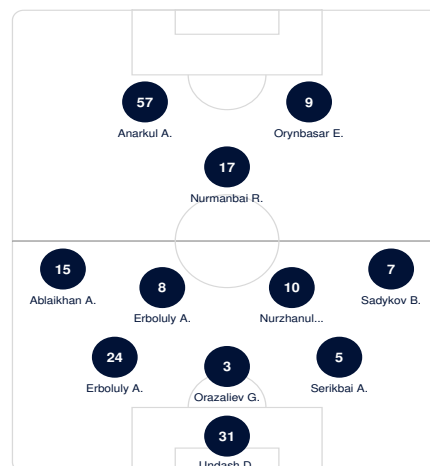 57
9
Anarkul A.
Orynbasar E.
17
Nurmanbai R.
15
7
Ablaikhan A.
Sadykov B.
8
10
Erboluly A.
Nurzhanul...
24
3
5
Erboluly A.
Orazaliev G.
Serikbai A.
31
Undash D.